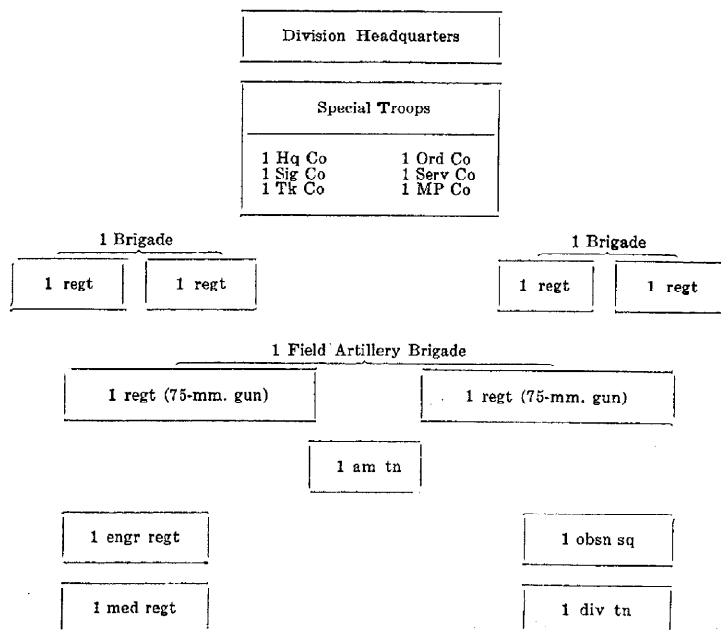 Division Headquarters
Special Troops
1 Hq Co 1 Ord Co
1 Sig Co 1 Serv Co
1 Tk Co 1 MP Co
1 Brigade 1 Brigade
1 regt 1 regt 1 regt 1 regt
1 Field Artillery Brigade
1 regt (75-mm. gun) 1 regt (75-mm. gun)
1 am tn
1 engr regt 1 obsn sq
1 med regt 1 div tn